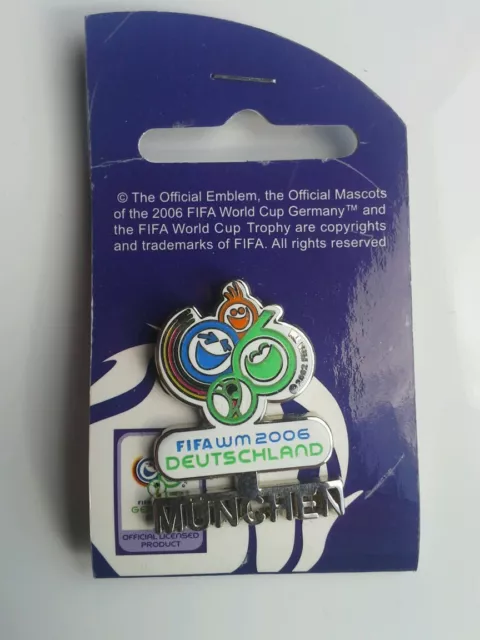 © The Official Emblem, the Official Mascots
of the 2006 FIFA World Cup Germany™ and
the FIFA World Cup Trophy are copyrights
and trademarks of FIFA. All rights reserved
FIFA WM 2006
DEUTSCHLAND
MÜNCHEN
OFFICIAL LICENSED
PRODUCT